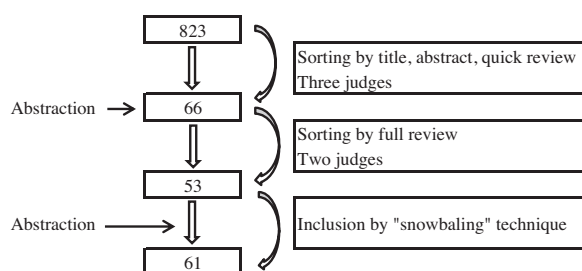 823
Sorting by title, abstract, quick review
Three judges
Abstraction
66
Sorting by full review
Two judges
53
Abstraction
Inclusion by "snowbaling" technique
61